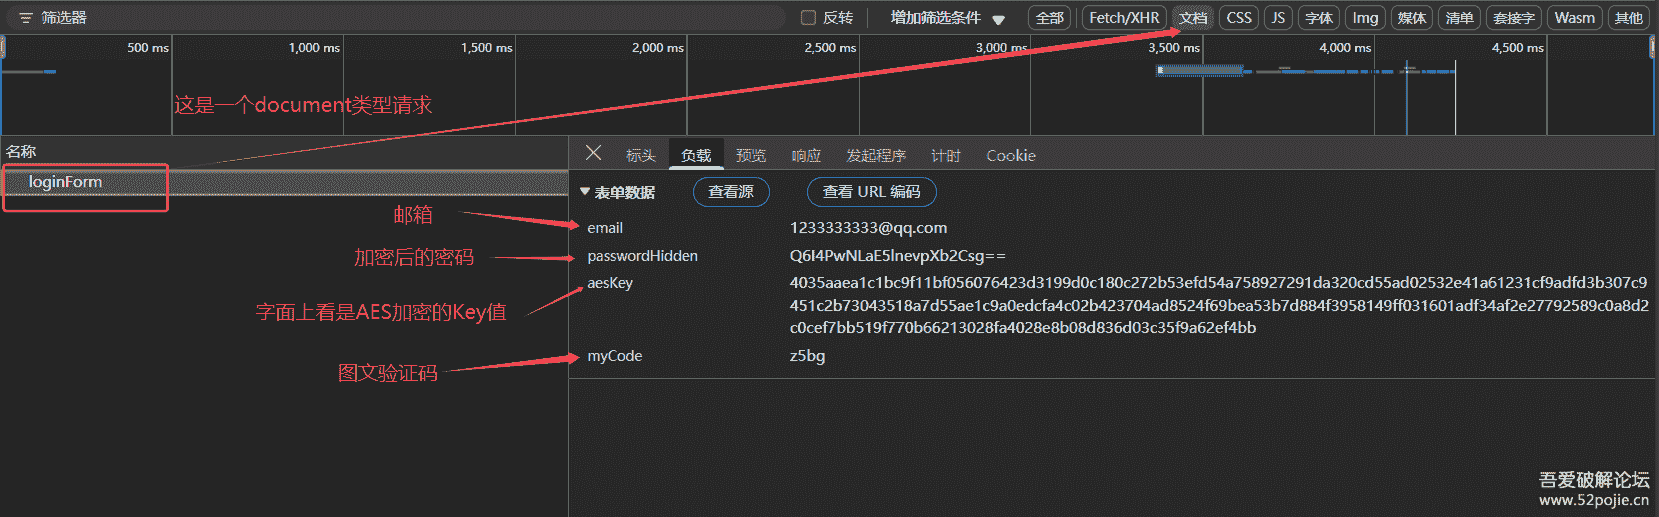 筛选器 反转 增加筛选条件 全部 Fetch/XHR 文档 CSS JS 字体 Img 媒体 清单 套接字 Wasm 其他
500 ms 1,000 ms 1,500 ms 2,000 ms 2,500 ms 3,000 ms 3,500 ms 4,000 ms 4,500 ms
这是一个document类型请求
名称
loginForm
标头 负载 预览 响应 发起程序 计时 Cookie
表单数据 查看源 查看 URL 编码
邮箱
email 1233333333@qq.com
加密后的密码
passwordHidden Q6I4PwNLaE5lnevpXb2Csg==
字面上看是AES加密的Key值
aesKey 4035aaea1c1bc9f11bf056076423d3199d0c180c272b53efd54a758927291da320cd55ad02532e41a61231cf9adfd3b307c9
451c2b73043518a7d55ae1c9a0edcfa4c02b423704ad8524f69bea53b7d884f3958149ff031601adf34af2e27792589c0a8d2
c0cef7bb519f770b66213028fa4028e8b08d836d03c35f9a62ef4bb
图文验证码
myCode z5bg
吾爱破解论坛
www.52pojie.cn